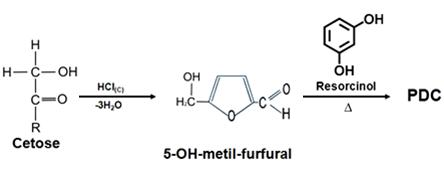 H
H—C—OH
C=O
R
Cetose
HCl(C)
-3H₂O
OH
H₂C
O
C
O
H
5-OH-metil-furfural
OH
OH
Resorcinol
Δ
PDC